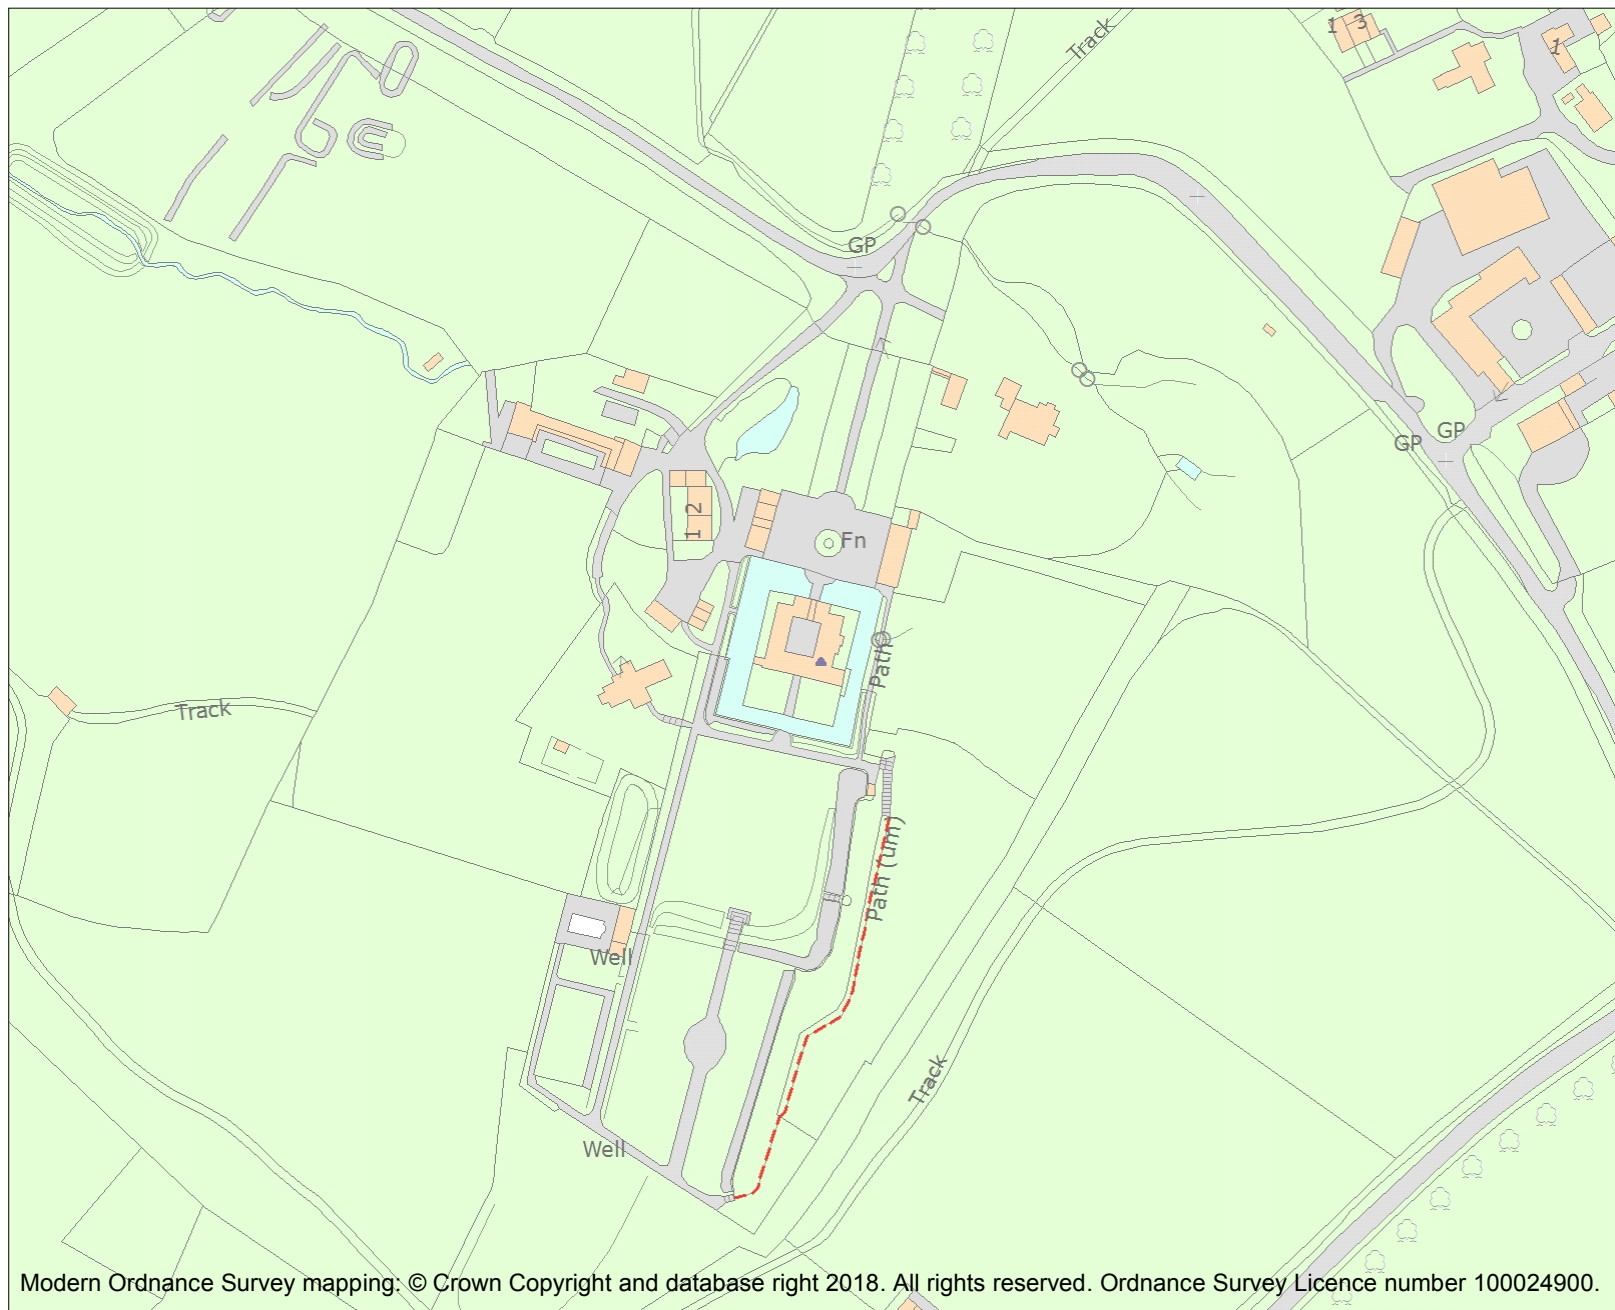 Track
1 3
1
GP
GP
GP
1 2
Fn
Path
Track
Path (um)
Well
Track
Well
Modern Ordnance Survey mapping: © Crown Copyright and database right 2018. All rights reserved. Ordnance Survey Licence number 100024900.